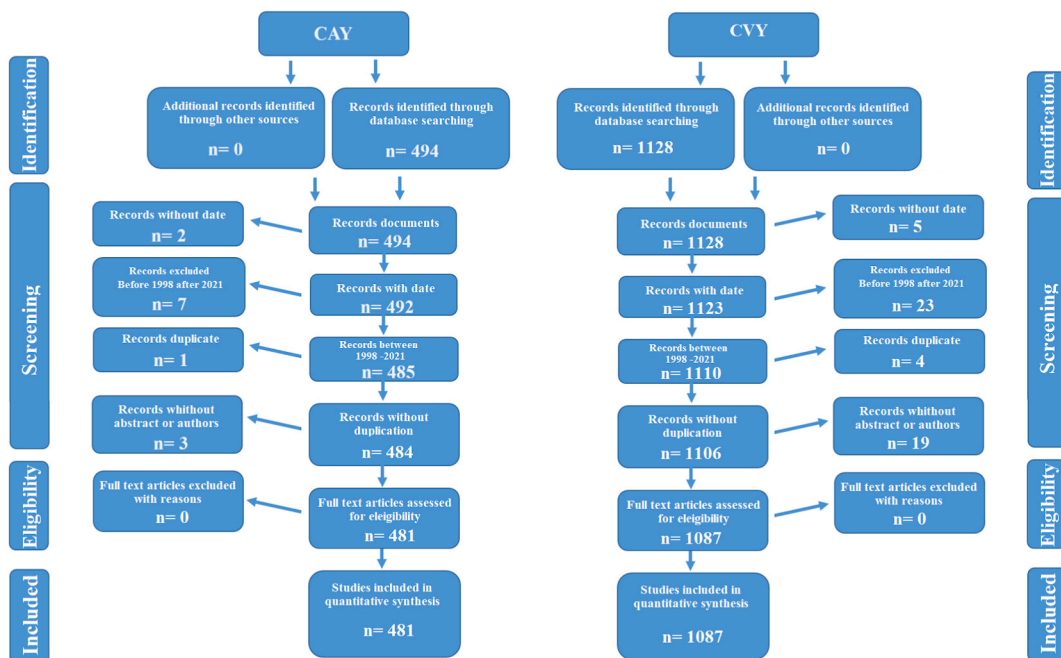 CAY
CVY
Identification
Additional records identified
through other sources
n= 0
Records identified through
database searching
n= 494
Records identified through
database searching
n= 1128
Additional records identified
through other sources
n= 0
Identification
Screening
Records without date
n= 2
Records documents
n= 494
Records documents
n= 1128
Records without date
n= 5
Records excluded
Before 1998 after 2021
n= 7
Records with date
n= 492
Records with date
n= 1123
Records excluded
Before 1998 after 2021
n= 23
Records duplicate
n= 1
Records between
1998 -2021
n= 485
Records between
1998 -2021
n= 1110
Records duplicate
n= 4
Records whithout
abstract or authors
n= 3
Records without
duplication
n= 484
Records without
duplication
n= 1106
Records whithout
abstract or authors
n= 19
Screening
Eligibility
Full text articles excluded
with reasons
n= 0
Full text articles assessed
for eleigibility
n= 481
Full text articles assessed
for eleigibility
n= 1087
Full text articles excluded
with reasons
n= 0
Eligibility
Included
Studies included in
quantitative synthesis
n= 481
Studies included in
quantitative synthesis
n= 1087
Included